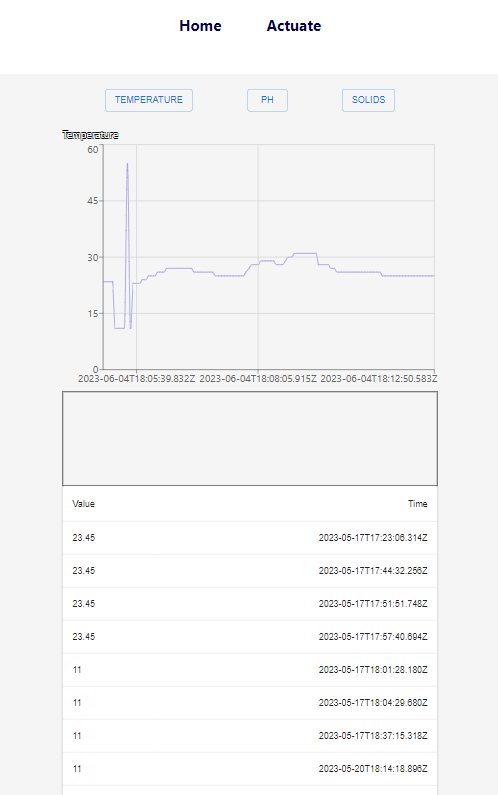 Home Actuate
TEMPERATURE PH SOLIDS
Temperature
60
45
30
15
0
2023-06-04T18:05:39.832Z 2023-06-04T18:08:05.915Z 2023-06-04T18:12:50.583Z
Value Time
23.45 2023-05-17T17:23:06.314Z
23.45 2023-05-17T17:44:32.256Z
23.45 2023-05-17T17:51:51.748Z
23.45 2023-05-17T17:57:40.694Z
11 2023-05-17T18:01:28.180Z
11 2023-05-17T18:04:29.680Z
11 2023-05-17T18:37:15.318Z
11 2023-05-20T18:14:18.896Z